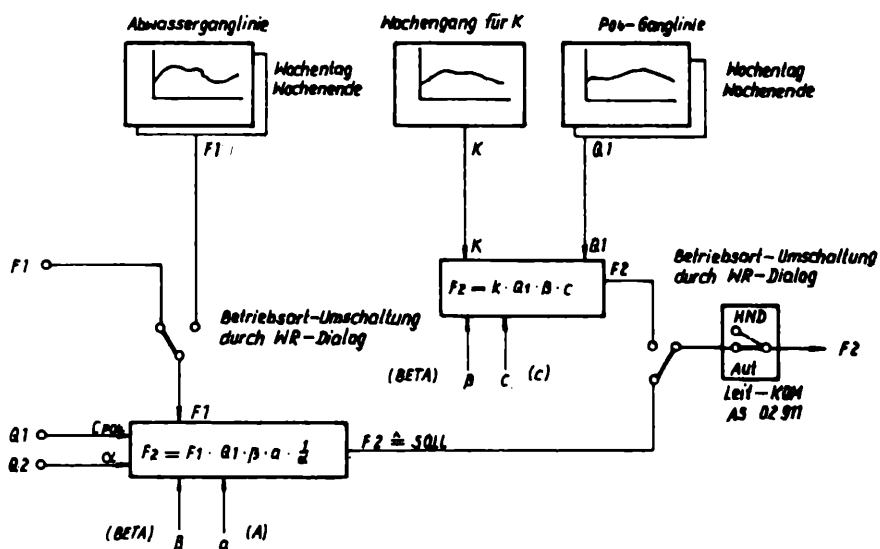 Abwasserganglinie
Wochengang für K
Po4-Ganglinie
Wochentag
Wochenende
Wochentag
Wochenende
F1
K
Q1
K
Q1
F1
F2 = K · Q1 · β · c
F2
Betriebsart-Umschaltung
durch WR-Dialog
Betriebsart-Umschaltung
durch WR-Dialog
HND
Aut
F2
(BETA)
β
c
(c)
Leit-KOM
AS 02 911
F1
Q1
CPO4
Q2
α
F2 = F1 · Q1 · β · a · 1/α
F2 ≙ SOLL
(BETA)
β
a
(A)